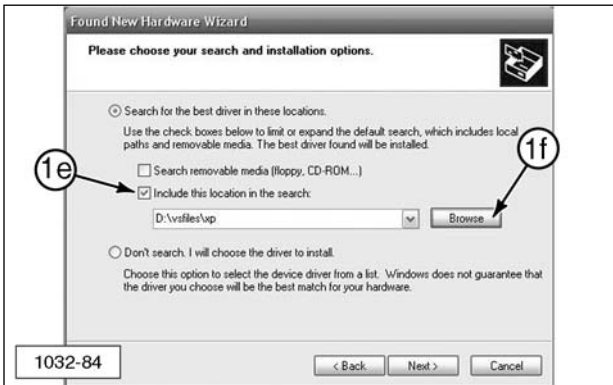 Found New Hardware Wizard
Please choose your search and installation options.
Search for the best driver in these locations.
Use the check boxes below to limit or expand the default search, which includes local
paths and removable media. The best driver found will be installed.
Search removable media (floppy, CD-ROM...)
1e
Include this location in the search:
1f
D:\vsfiles\xp
Browse
Don't search. I will choose the driver to install.
Choose this option to select the device driver from a list. Windows does not guarantee that
the driver you choose will be the best match for your hardware.
1032-84
< Back
Next >
Cancel